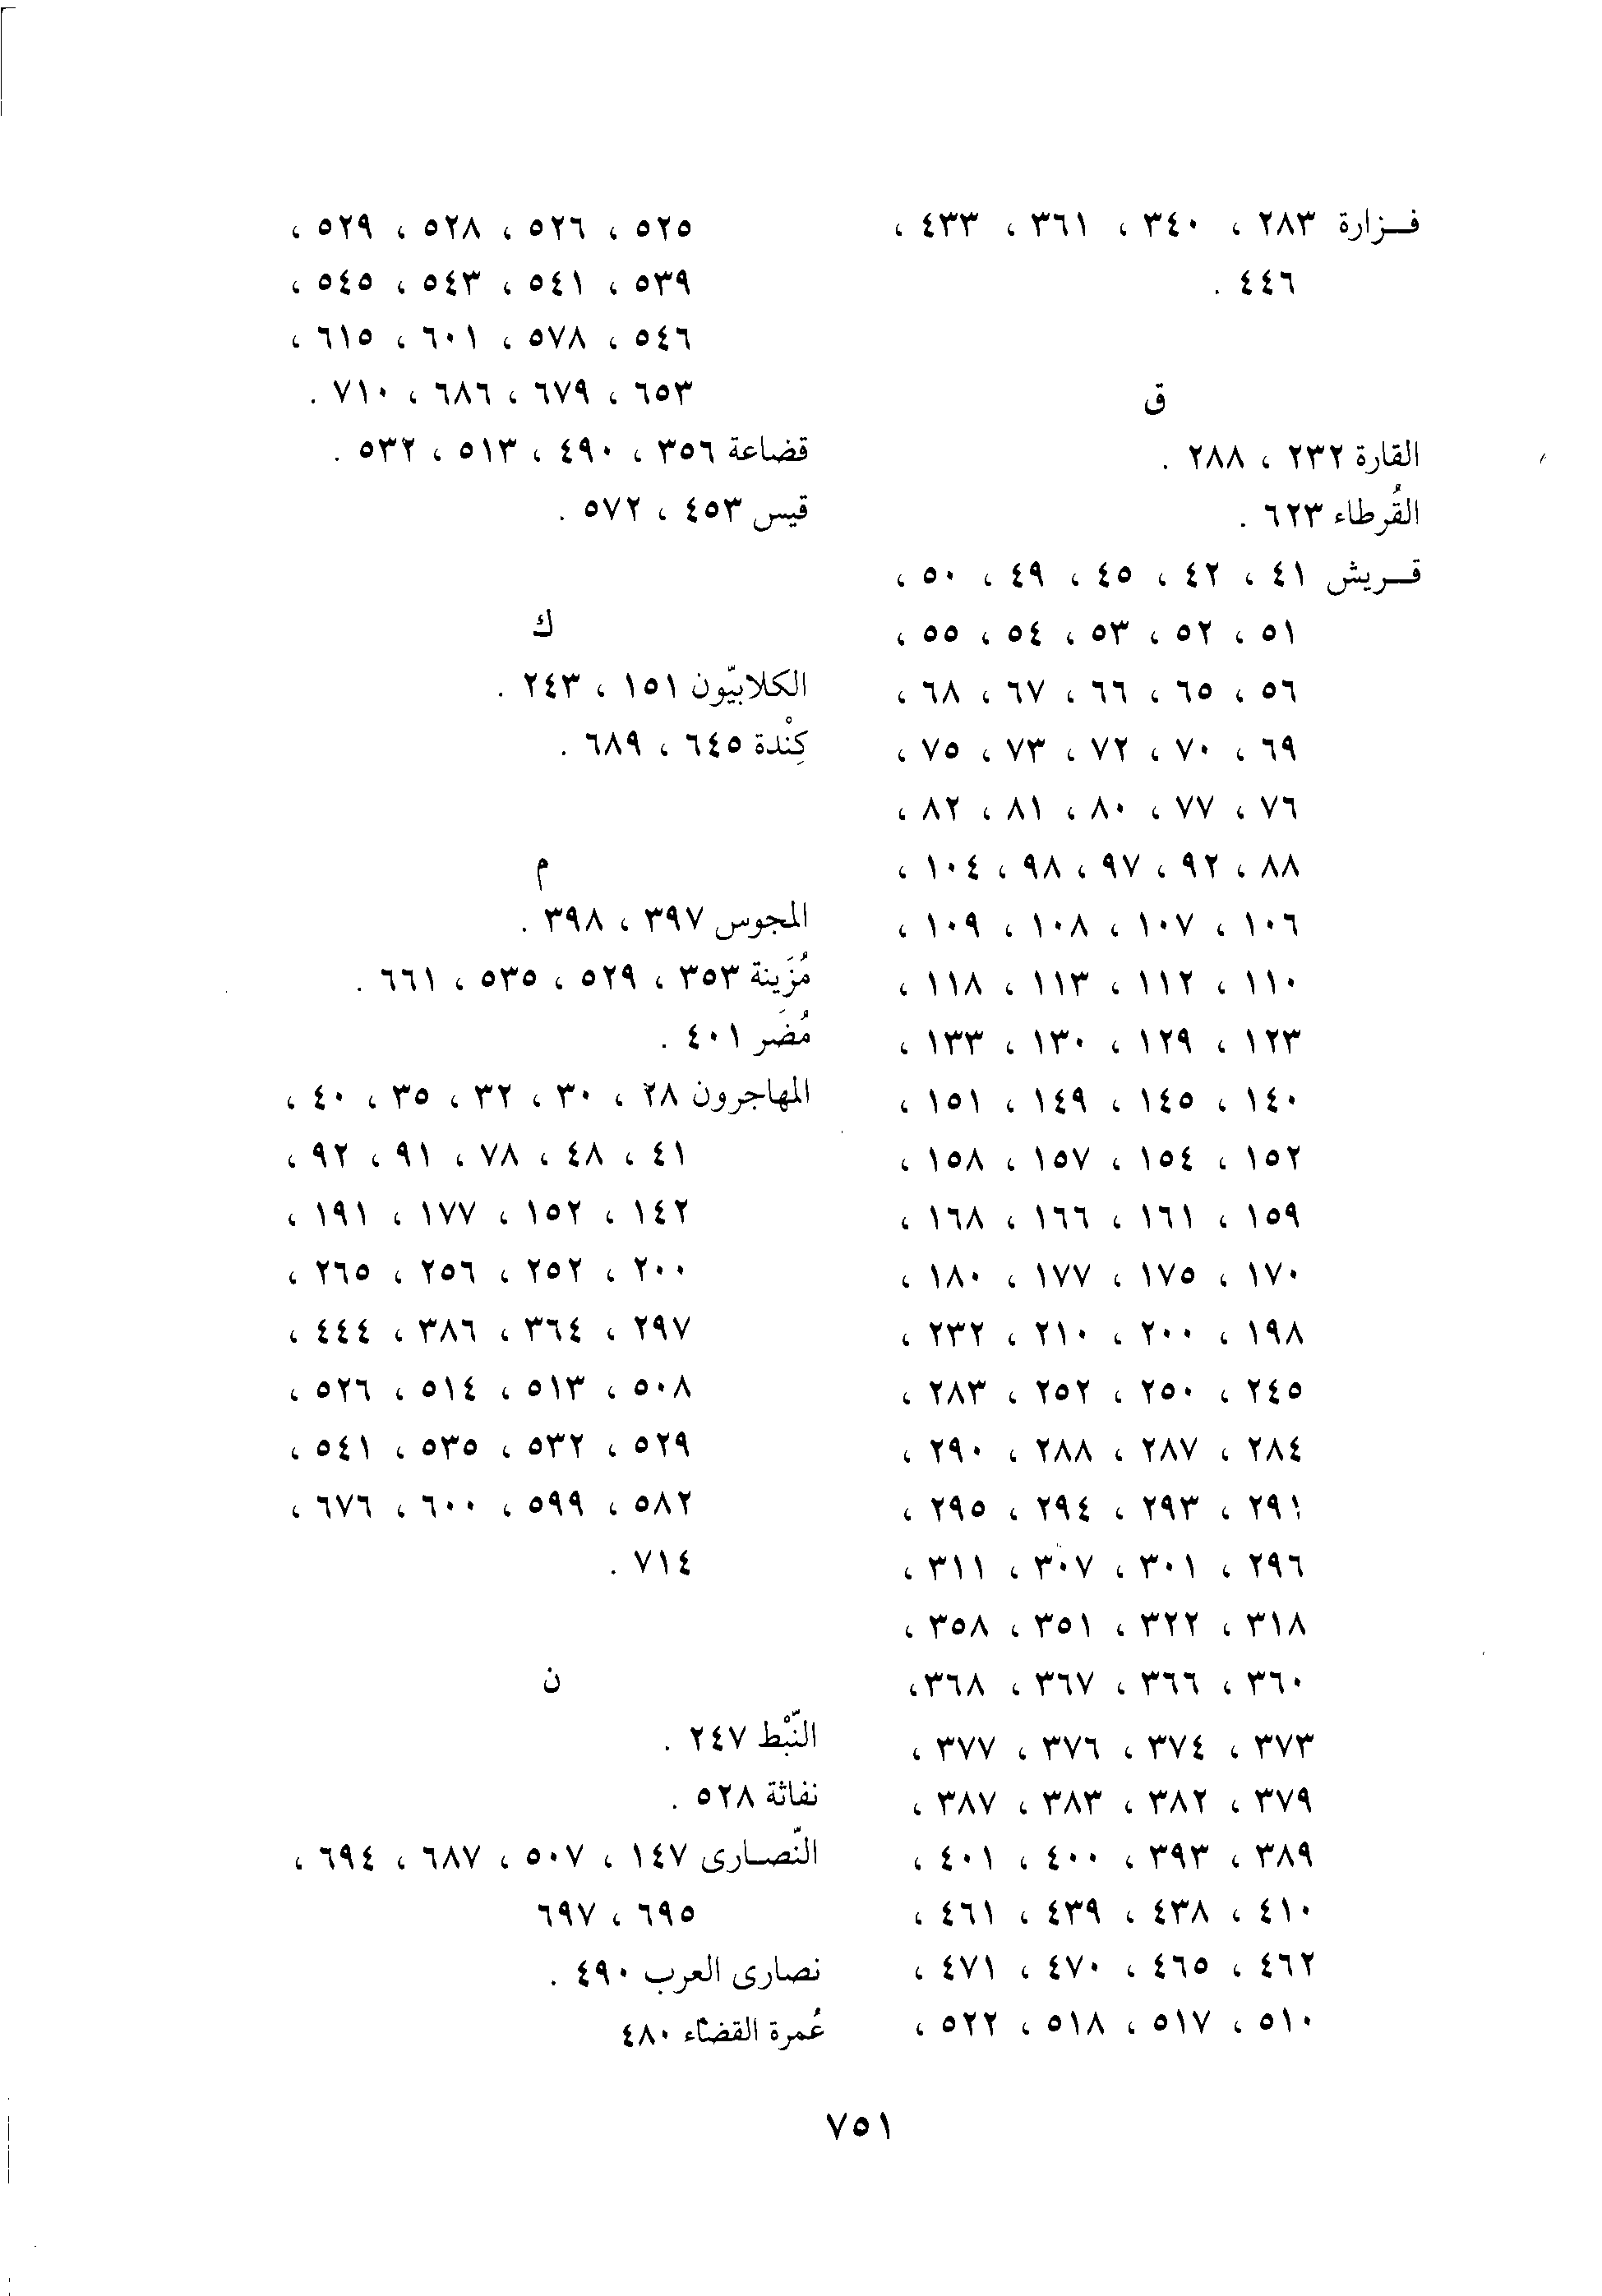 فـزارة ٢٨٣ ، ٣٤٠ ، ٣٦١ ، ٤٣٣ ،
٤٤٦ .
ق
القارة ٢٣٢ ، ٢٨٨ .
القُرطاء ٦٢٣ .
قـريش ٤١ ، ٤٢ ، ٤٥ ، ٤٩ ، ٥٠ ،
٥١ ، ٥٢ ، ٥٣ ، ٥٤ ، ٥٥ ،
٥٦ ، ٦٥ ، ٦٦ ، ٦٧ ، ٦٨ ،
٦٩ ، ٧٠ ، ٧٢ ، ٧٣ ، ٧٥ ،
٧٦ ، ٧٧ ، ٨٠ ، ٨١ ، ٨٢ ،
٨٨ ، ٩٢ ، ٩٧ ، ٩٨ ، ١٠٤ ،
١٠٦ ، ١٠٧ ، ١٠٨ ، ١٠٩ ،
١١٠ ، ١١٢ ، ١١٣ ، ١١٨ ،
١٢٣ ، ١٢٩ ، ١٣٠ ، ١٣٣ ،
١٤٠ ، ١٤٥ ، ١٤٩ ، ١٥١ ،
١٥٢ ، ١٥٤ ، ١٥٧ ، ١٥٨ ،
١٥٩ ، ١٦١ ، ١٦٦ ، ١٦٨ ،
١٧٠ ، ١٧٥ ، ١٧٧ ، ١٨٠ ،
١٩٨ ، ٢٠٠ ، ٢١٠ ، ٢٣٢ ،
٢٤٥ ، ٢٥٠ ، ٢٥٢ ، ٢٨٣ ،
٢٨٤ ، ٢٨٧ ، ٢٨٨ ، ٢٩٠ ،
٢٩١ ، ٢٩٣ ، ٢٩٤ ، ٢٩٥ ،
٢٩٦ ، ٣٠١ ، ٣٠٧ ، ٣١١ ،
٣١٨ ، ٣٢٢ ، ٣٥١ ، ٣٥٨ ،
٣٦٠ ، ٣٦٦ ، ٣٦٧ ، ٣٦٨،
٣٧٣ ، ٣٧٤ ، ٣٧٦ ، ٣٧٧ ،
٣٧٩ ، ٣٨٢ ، ٣٨٣ ، ٣٨٧ ،
٣٨٩ ، ٣٩٣ ، ٤٠٠ ، ٤٠١ ،
٤١٠ ، ٤٣٨ ، ٤٣٩ ، ٤٦١ ،
٤٦٢ ، ٤٦٥ ، ٤٧٠ ، ٤٧١ ،
٥١٠ ، ٥١٧ ، ٥١٨ ، ٥٢٢ ،
٥٢٥ ، ٥٢٦ ، ٥٢٨ ، ٥٢٩ ،
٥٣٩ ، ٥٤١ ، ٥٤٣ ، ٥٤٥ ،
٥٤٦ ، ٥٧٨ ، ٦٠١ ، ٦١٥ ،
٦٥٣ ، ٦٧٩ ، ٦٨٦ ، ٧١٠ .
قضاعة ٣٥٦ ، ٤٩٠ ، ٥١٣ ، ٥٣٢ .
قيس ٤٥٣ ، ٥٧٢ .
ك
الكلابيّون ١٥١ ، ٢٤٣ .
كِنْدة ٦٤٥ ، ٦٨٩ .
م
المجوس ٣٩٧ ، ٣٩٨ .
مُزَينة ٣٥٣ ، ٥٢٩ ، ٥٣٥ ، ٦٦١ .
مُضَر ٤٠١ .
المهاجرون ٢٨ ، ٣٠ ، ٣٢ ، ٣٥ ، ٤٠ ،
٤١ ، ٤٨ ، ٧٨ ، ٩١ ، ٩٢ ،
١٤٢ ، ١٥٢ ، ١٧٧ ، ١٩١ ،
٢٠٠ ، ٢٥٢ ، ٢٥٦ ، ٢٦٥ ،
٢٩٧ ، ٣٦٤ ، ٣٨٦ ، ٤٤٤ ،
٥٠٨ ، ٥١٣ ، ٥١٤ ، ٥٢٦ ،
٥٢٩ ، ٥٣٢ ، ٥٣٥ ، ٥٤١ ،
٥٨٢ ، ٥٩٩ ، ٦٠٠ ، ٦٧٦ ،
٧١٤ .
ن
النَّبْط ٢٤٧ .
نفاثة ٥٢٨ .
النّصـارى ١٤٧ ، ٥٠٧ ، ٦٨٧ ، ٦٩٤ ،
٦٩٥ ، ٦٩٧
نصارى العرب ٤٩٠ .
عُمرة القضاء ٤٨٠
٧٥١